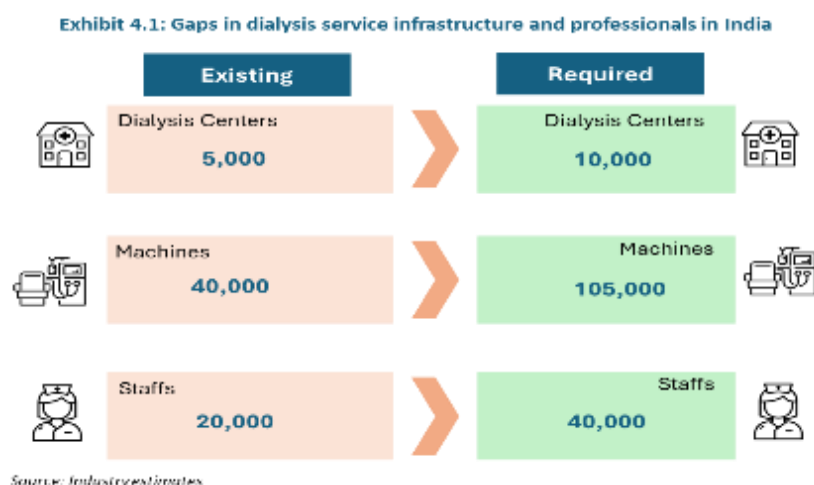 Exhibit 4.1: Gaps in dialysis service infrastructure and professionals in India
Existing
Required
Dialysis Centers
5,000
Dialysis Centers
10,000
Machines
40,000
Machines
105,000
Staffs
20,000
Staffs
40,000
Source: Industry estimates